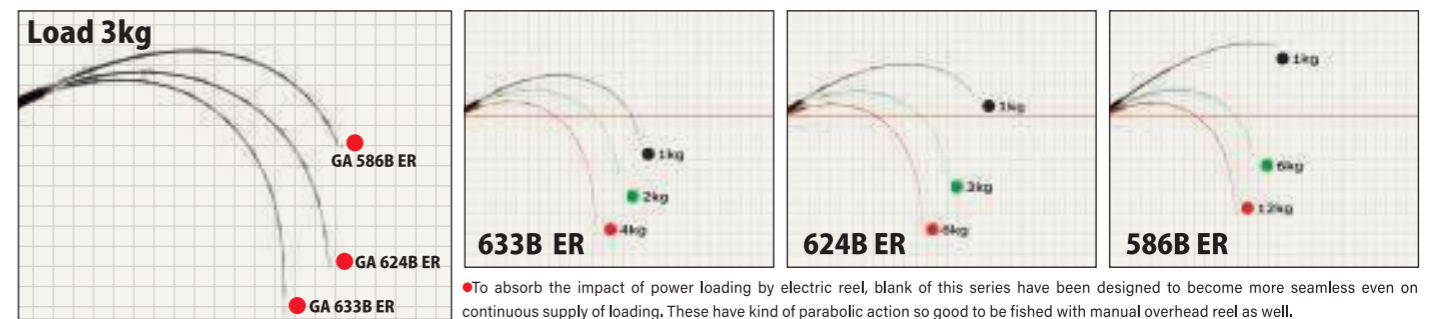 Load 3kg
GA 586B ER
GA 624B ER
GA 633B ER
1kg
2kg
4kg
633B ER
1kg
3kg
6kg
624B ER
1kg
6kg
12kg
586B ER
To absorb the impact of power loading by electric reel, blank of this series have been designed to become more seamless even on
continuous supply of loading. These have kind of parabolic action so good to be fished with manual overhead reel as well.